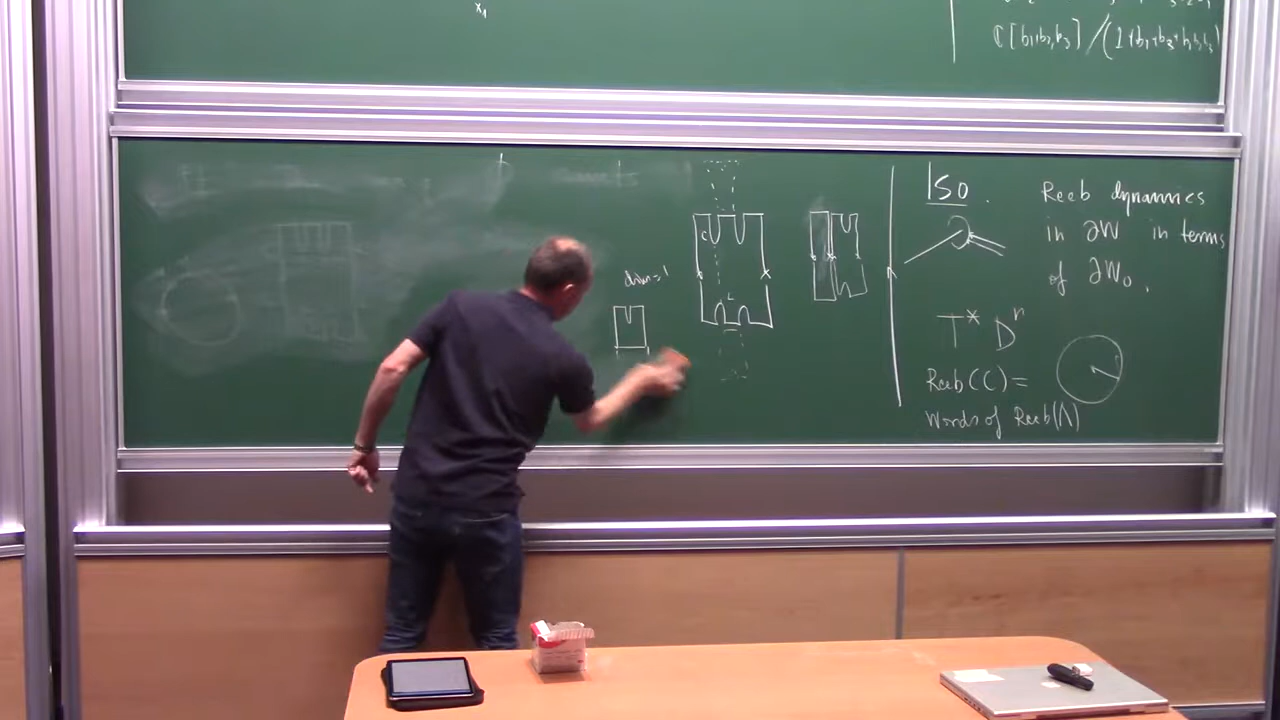 x₁
ℂ[b₁,b₂,b₃]/(1+b₁+b₃+b₁b₂b₃)
dim=1
C
L
Iso.
Reeb dynamics
in ∂W in terms
of ∂W₀.
T* Dⁿ
Reeb(C) =
Words of Reeb(Λ)